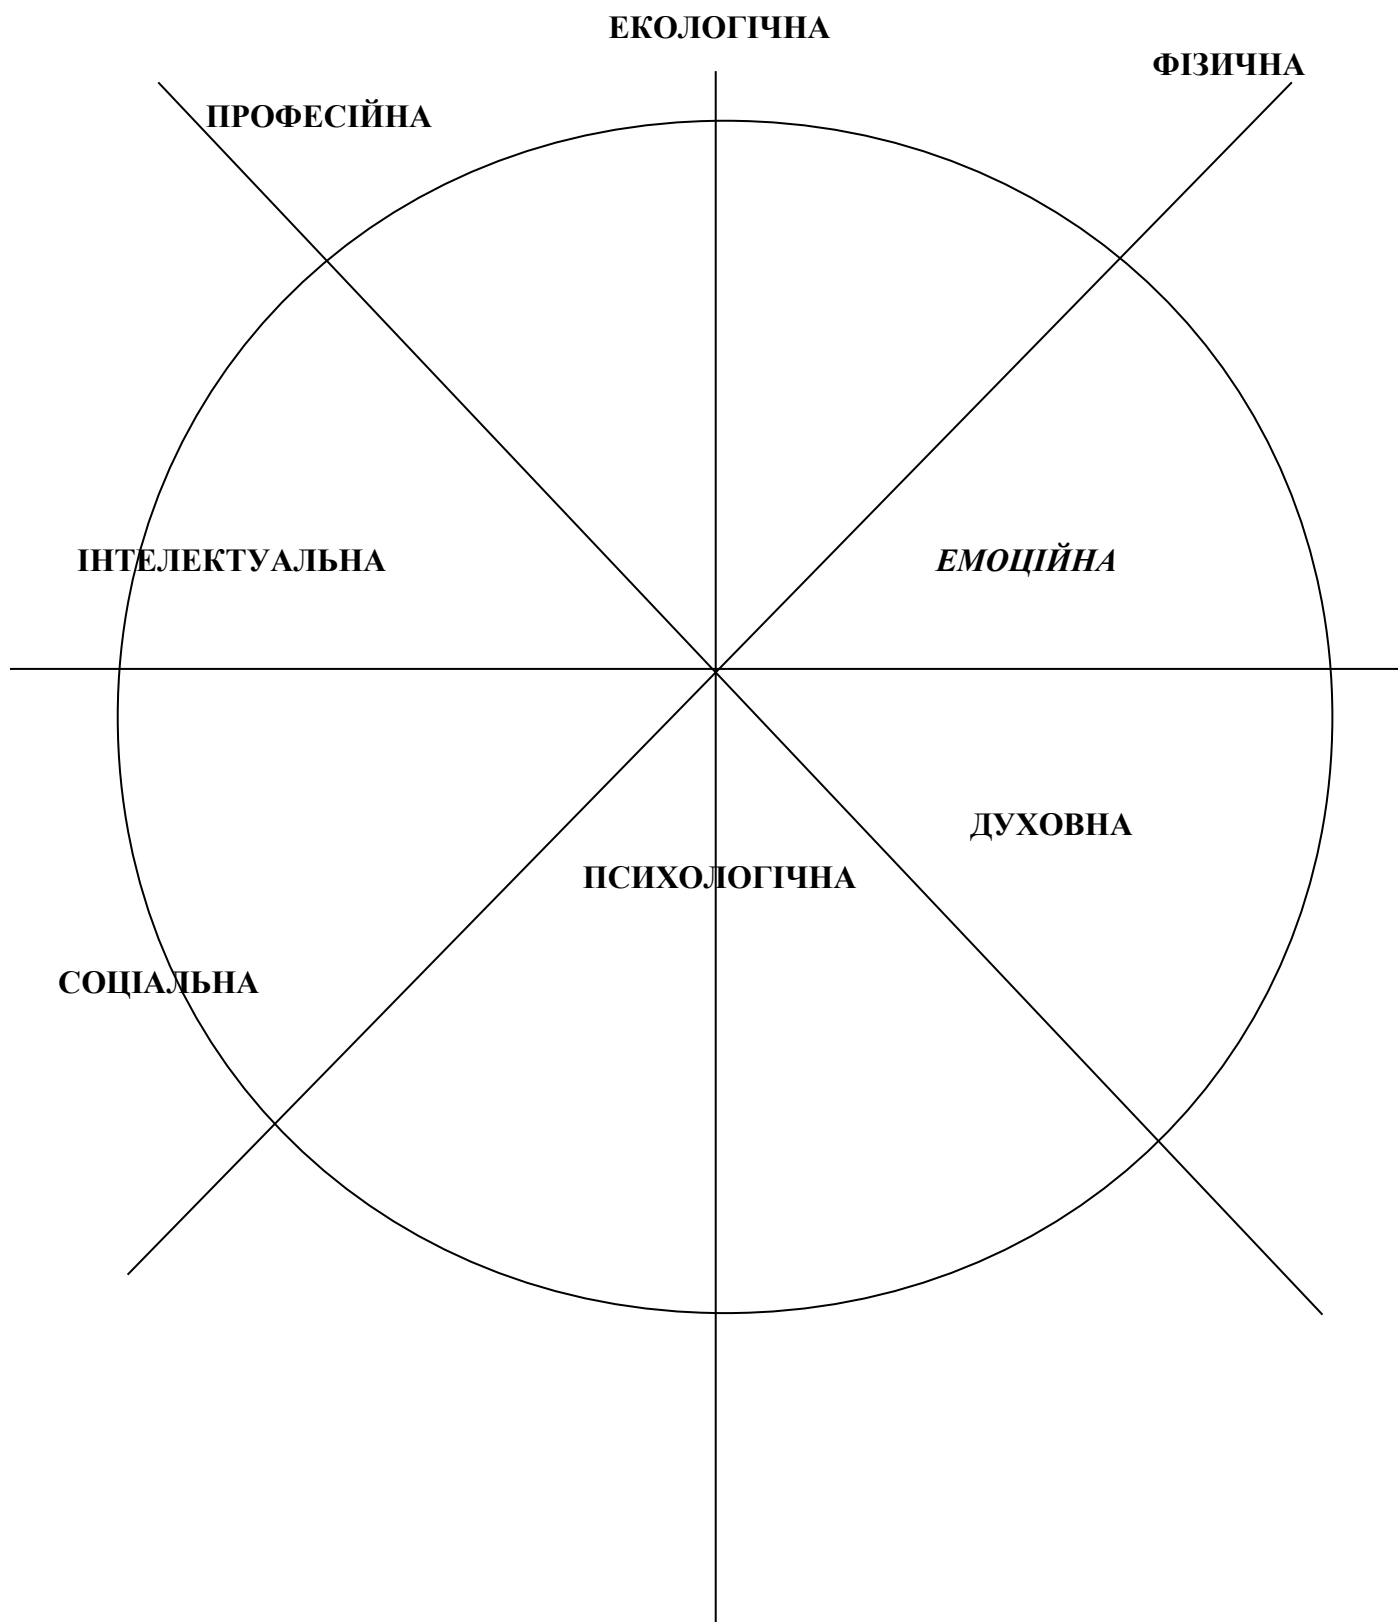 ЕКОЛОГІЧНА
ФІЗИЧНА
ПРОФЕСІЙНА
ІНТЕЛЕКТУАЛЬНА
ЕМОЦІЙНА
ДУХОВНА
ПСИХОЛОГІЧНА
СОЦІАЛЬНА